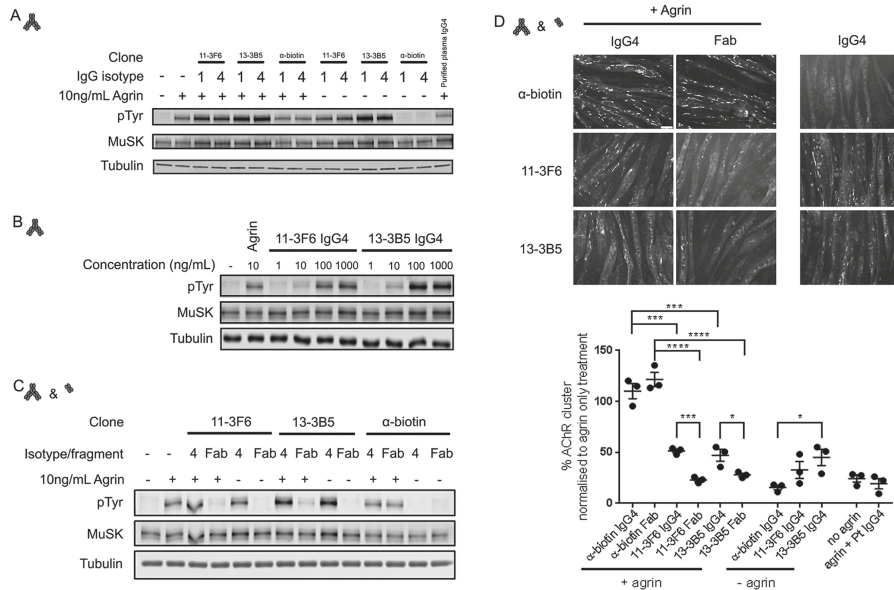 A
Clone 11-3F6 13-3B5 α-biotin 11-3F6 13-3B5 α-biotin Purified plasma IgG4
IgG isotype - - 1 4 1 4 1 4 1 4 1 4 1 4
10ng/mL Agrin - + + + + + + + - - - - - - +
pTyr
MuSK
Tubulin
B
Agrin 11-3F6 IgG4 13-3B5 IgG4
Concentration (ng/mL) - 10 1 10 100 1000 1 10 100 1000
pTyr
MuSK
Tubulin
C &
Clone 11-3F6 13-3B5 α-biotin
Isotype/fragment - - 4 Fab 4 Fab 4 Fab 4 Fab 4 Fab 4 Fab
10ng/mL Agrin - + + + - - + + - - + + - -
pTyr
MuSK
Tubulin
D &
+ Agrin
IgG4 Fab IgG4
α-biotin
11-3F6
13-3B5
% AChR cluster
normalised to agrin only treatment
150
100
50
0
***
***
****
****
***
*
*
α-biotin IgG4
α-biotin Fab
11-3F6 IgG4
11-3F6 Fab
13-3B5 IgG4
13-3B5 Fab
α-biotin IgG4
11-3F6 IgG4
13-3B5 IgG4
no agrin
agrin + Pt IgG4
+ agrin
- agrin